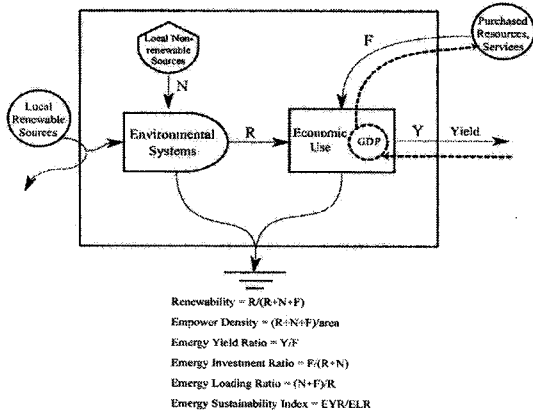 Local Non-
renewable
Sources
Purchased
Resources,
Services
F
N
Local
Renewable
Sources
Environmental
Systems
R
Economic
Use
GDP
Y
Yield
Renewability = R/(R+N+F)
Empower Density = (R+N+F)/area
Emergy Yield Ratio = Y/F
Emergy Investment Ratio = F/(R+N)
Emergy Loading Ratio = (N+F)/R
Emergy Sustainability Index = EYR/ELR